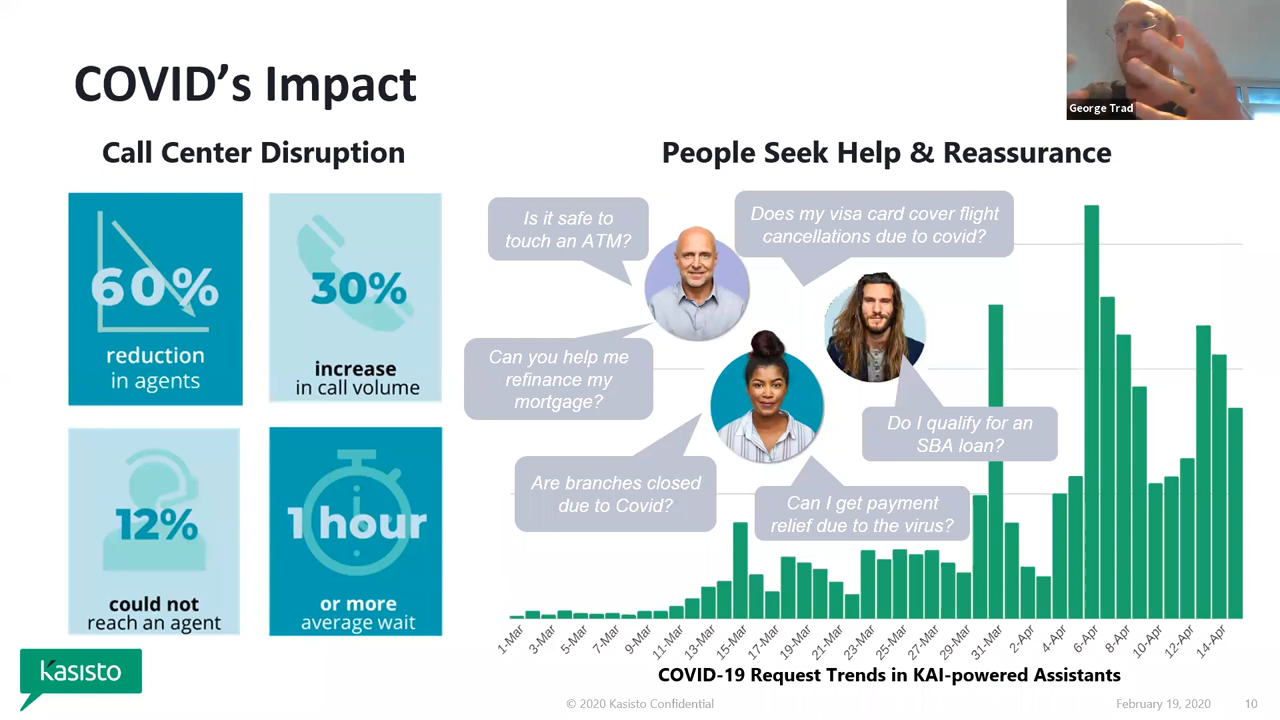 COVID's Impact
George Trad
Call Center Disruption
People Seek Help & Reassurance
60%
reduction
in agents
30%
increase
in call volume
12%
could not
reach an agent
1 hour
or more
average wait
Is it safe to
touch an ATM?
Does my visa card cover flight
cancellations due to covid?
Can you help me
refinance my
mortgage?
Do I qualify for an
SBA loan?
Are branches closed
due to Covid?
Can I get payment
relief due to the virus?
1-Mar
3-Mar
5-Mar
7-Mar
9-Mar
11-Mar
13-Mar
15-Mar
17-Mar
19-Mar
21-Mar
23-Mar
25-Mar
27-Mar
29-Mar
31-Mar
2-Apr
4-Apr
6-Apr
8-Apr
10-Apr
12-Apr
14-Apr
COVID-19 Request Trends in KAI-powered Assistants
Kasisto
© 2020 Kasisto Confidential
February 19, 2020
10